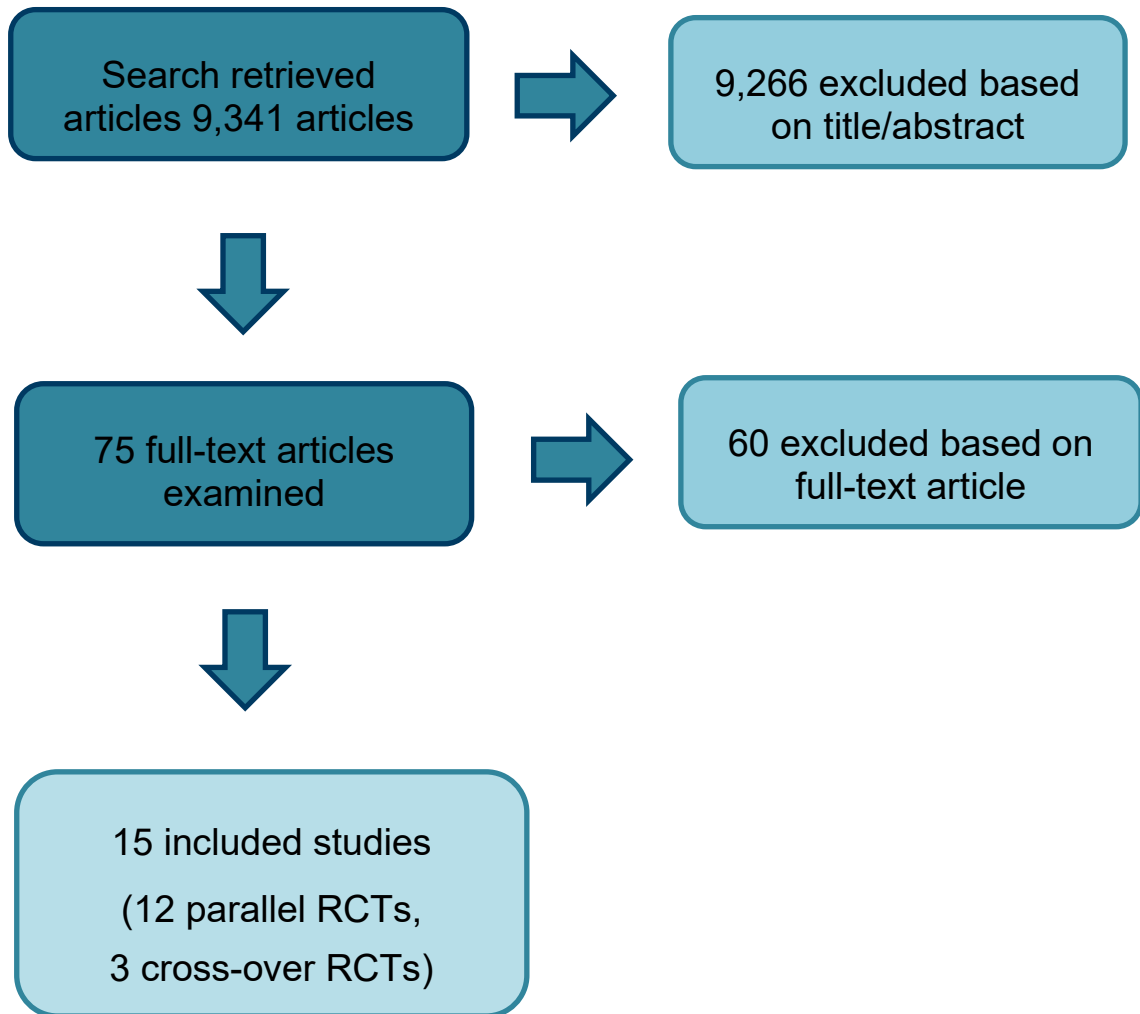 Search retrieved
articles 9,341 articles
9,266 excluded based
on title/abstract
75 full-text articles
examined
60 excluded based on
full-text article
15 included studies
(12 parallel RCTs,
3 cross-over RCTs)